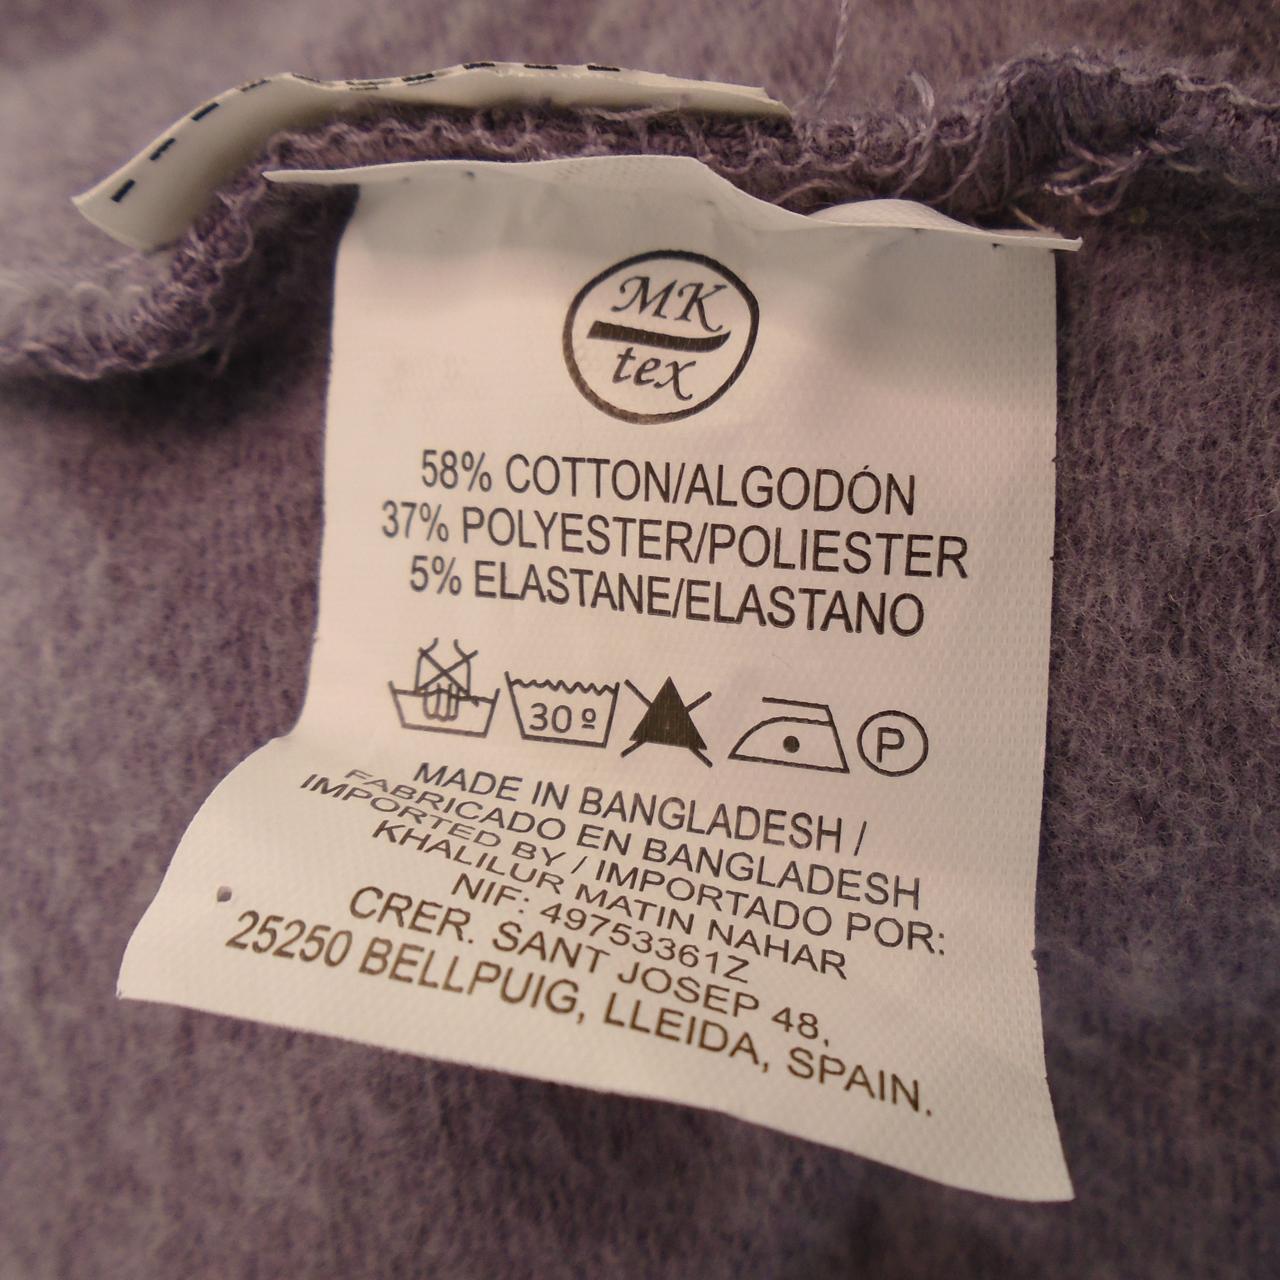 MK
tex
58% COTTON/ALGODÓN
37% POLYESTER/POLIESTER
5% ELASTANE/ELASTANO
30º
P
MADE IN BANGLADESH /
FABRICADO EN BANGLADESH
IMPORTED BY / IMPORTADO POR:
KHALILUR MATIN NAHAR
NIF: 49753361Z
CRER. SANT JOSEP 48.
25250 BELLPUIG, LLEIDA, SPAIN.